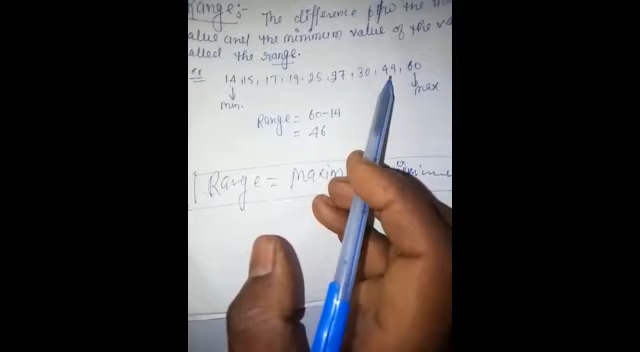 Range:- The difference b/w the
value and the minimum value of the
called the range.
ex 14, 15, 17, 19, 25, 27, 30, 49, 60
min. max
Range = 60-14
= 46
Range =